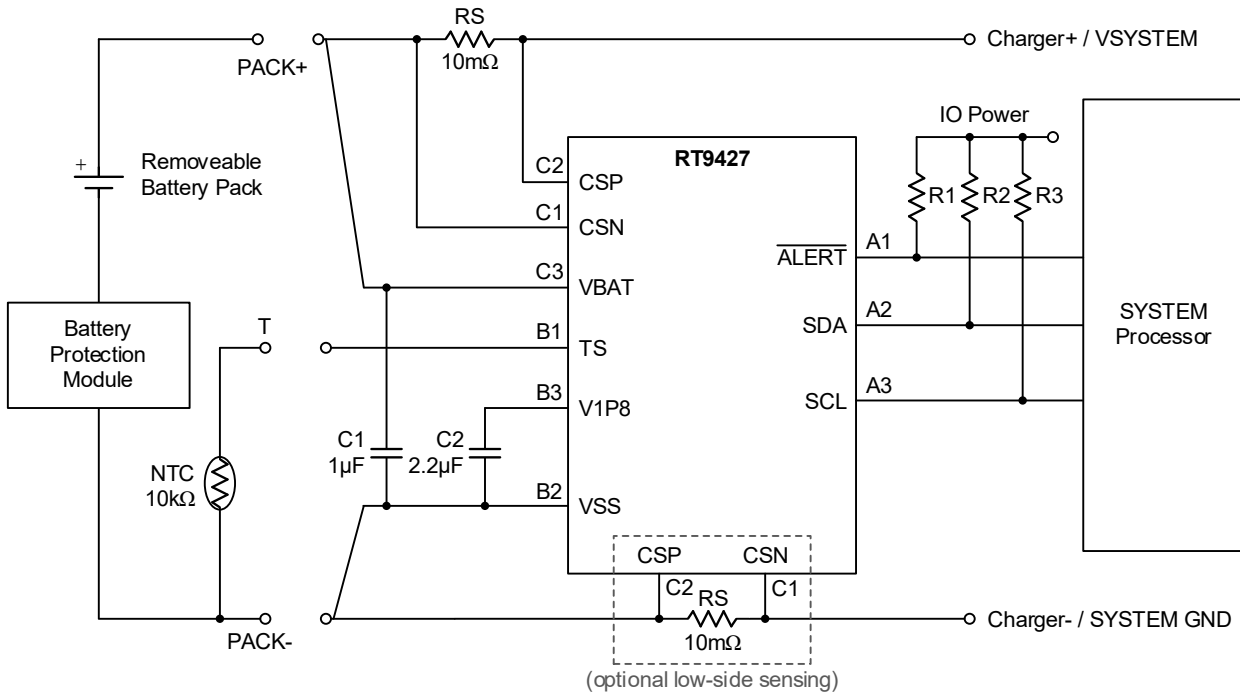 RS
10mΩ
PACK+
Charger+ / VSYSTEM
+
Removeable
Battery Pack
Battery
Protection
Module
T
NTC
10kΩ
PACK-
C1
1µF
C2
2.2µF
RT9427
C2
CSP
C1
CSN
C3
VBAT
B1
TS
B3
V1P8
B2
VSS
ALERT
A1
SDA
A2
SCL
A3
IO Power
R1
R2
R3
SYSTEM
Processor
CSP
CSN
C2
RS
C1
10mΩ
Charger- / SYSTEM GND
(optional low-side sensing)